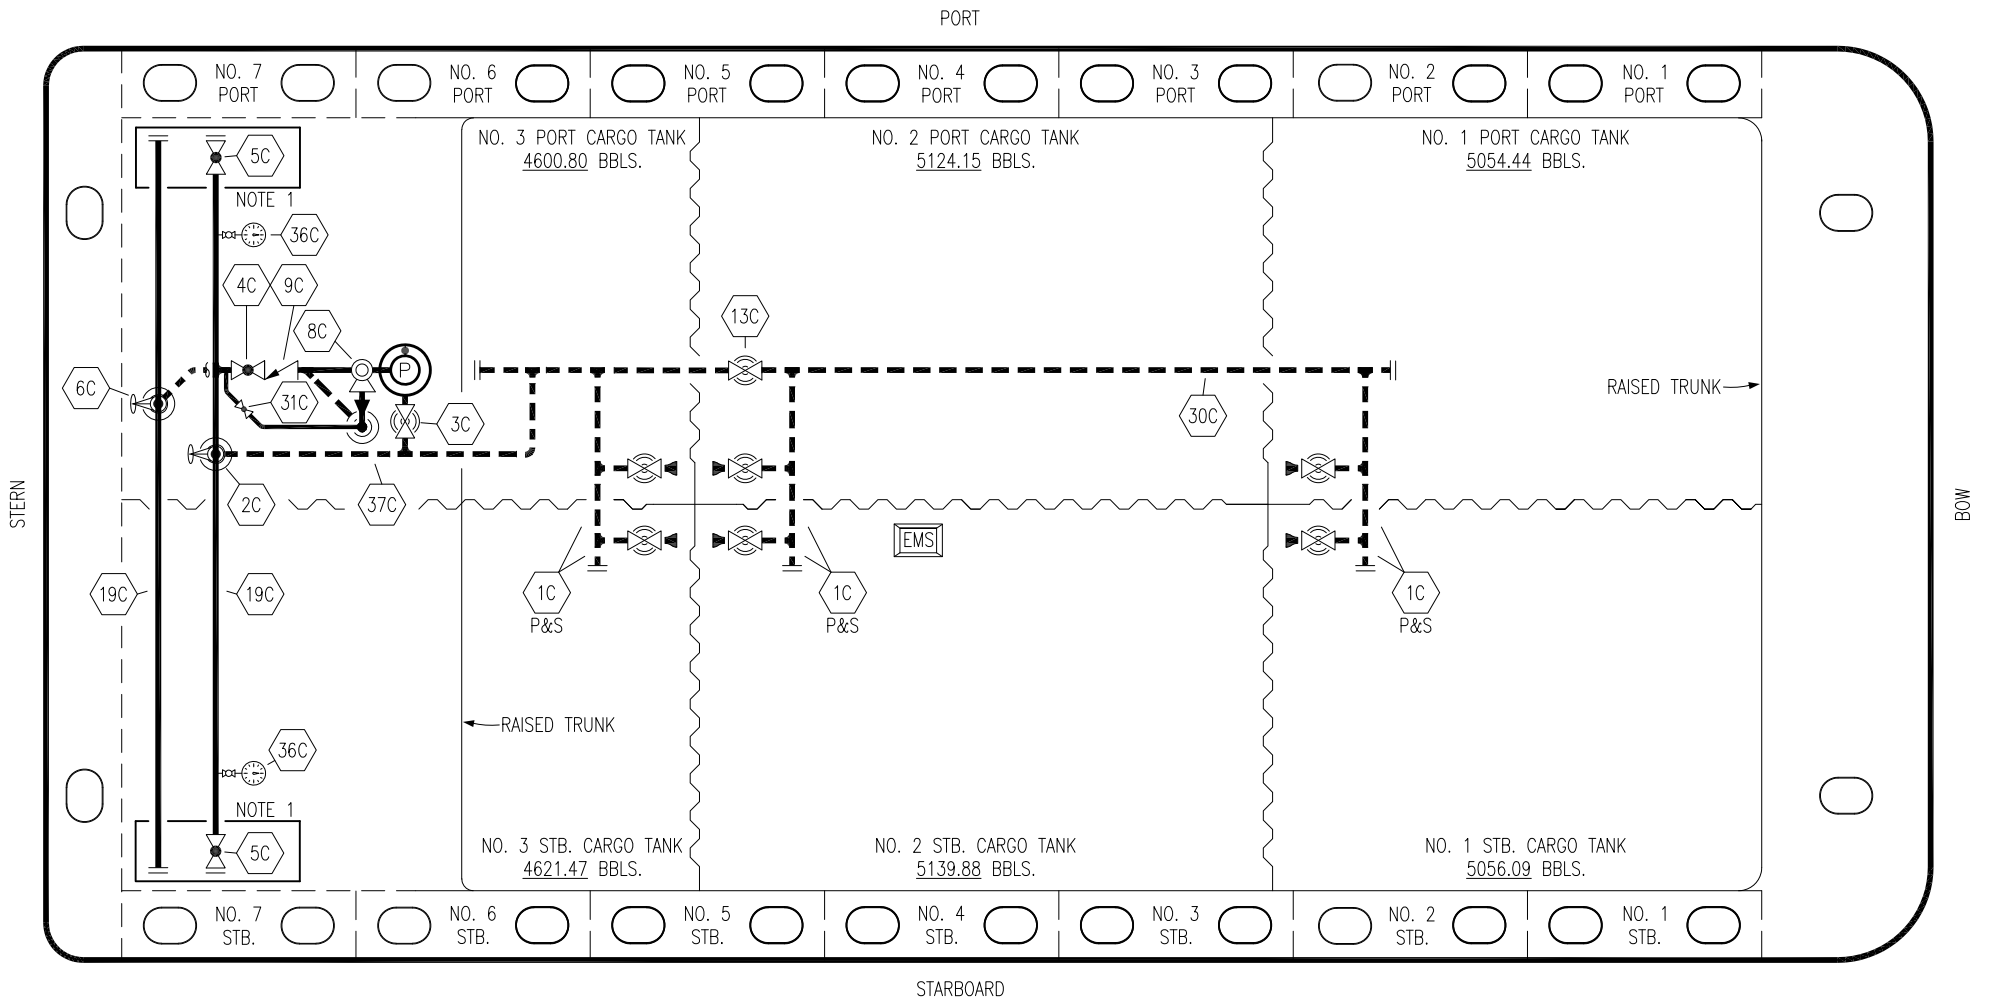 PORT
NO. 7
PORT
NO. 6
PORT
NO. 5
PORT
NO. 4
PORT
NO. 3
PORT
NO. 2
PORT
NO. 1
PORT
NO. 3 PORT CARGO TANK
4600.80 BBLS.
NO. 2 PORT CARGO TANK
5124.15 BBLS.
NO. 1 PORT CARGO TANK
5054.44 BBLS.
5C
NOTE 1
36C
4C
9C
8C
13C
P
6C
31C
3C
30C
RAISED TRUNK
2C
37C
STERN
BOW
EMS
19C
19C
1C
P&S
1C
P&S
1C
P&S
RAISED TRUNK
36C
NOTE 1
5C
NO. 3 STB. CARGO TANK
4621.47 BBLS.
NO. 2 STB. CARGO TANK
5139.88 BBLS.
NO. 1 STB. CARGO TANK
5056.09 BBLS.
NO. 7
STB.
NO. 6
STB.
NO. 5
STB.
NO. 4
STB.
NO. 3
STB.
NO. 2
STB.
NO. 1
STB.
STARBOARD